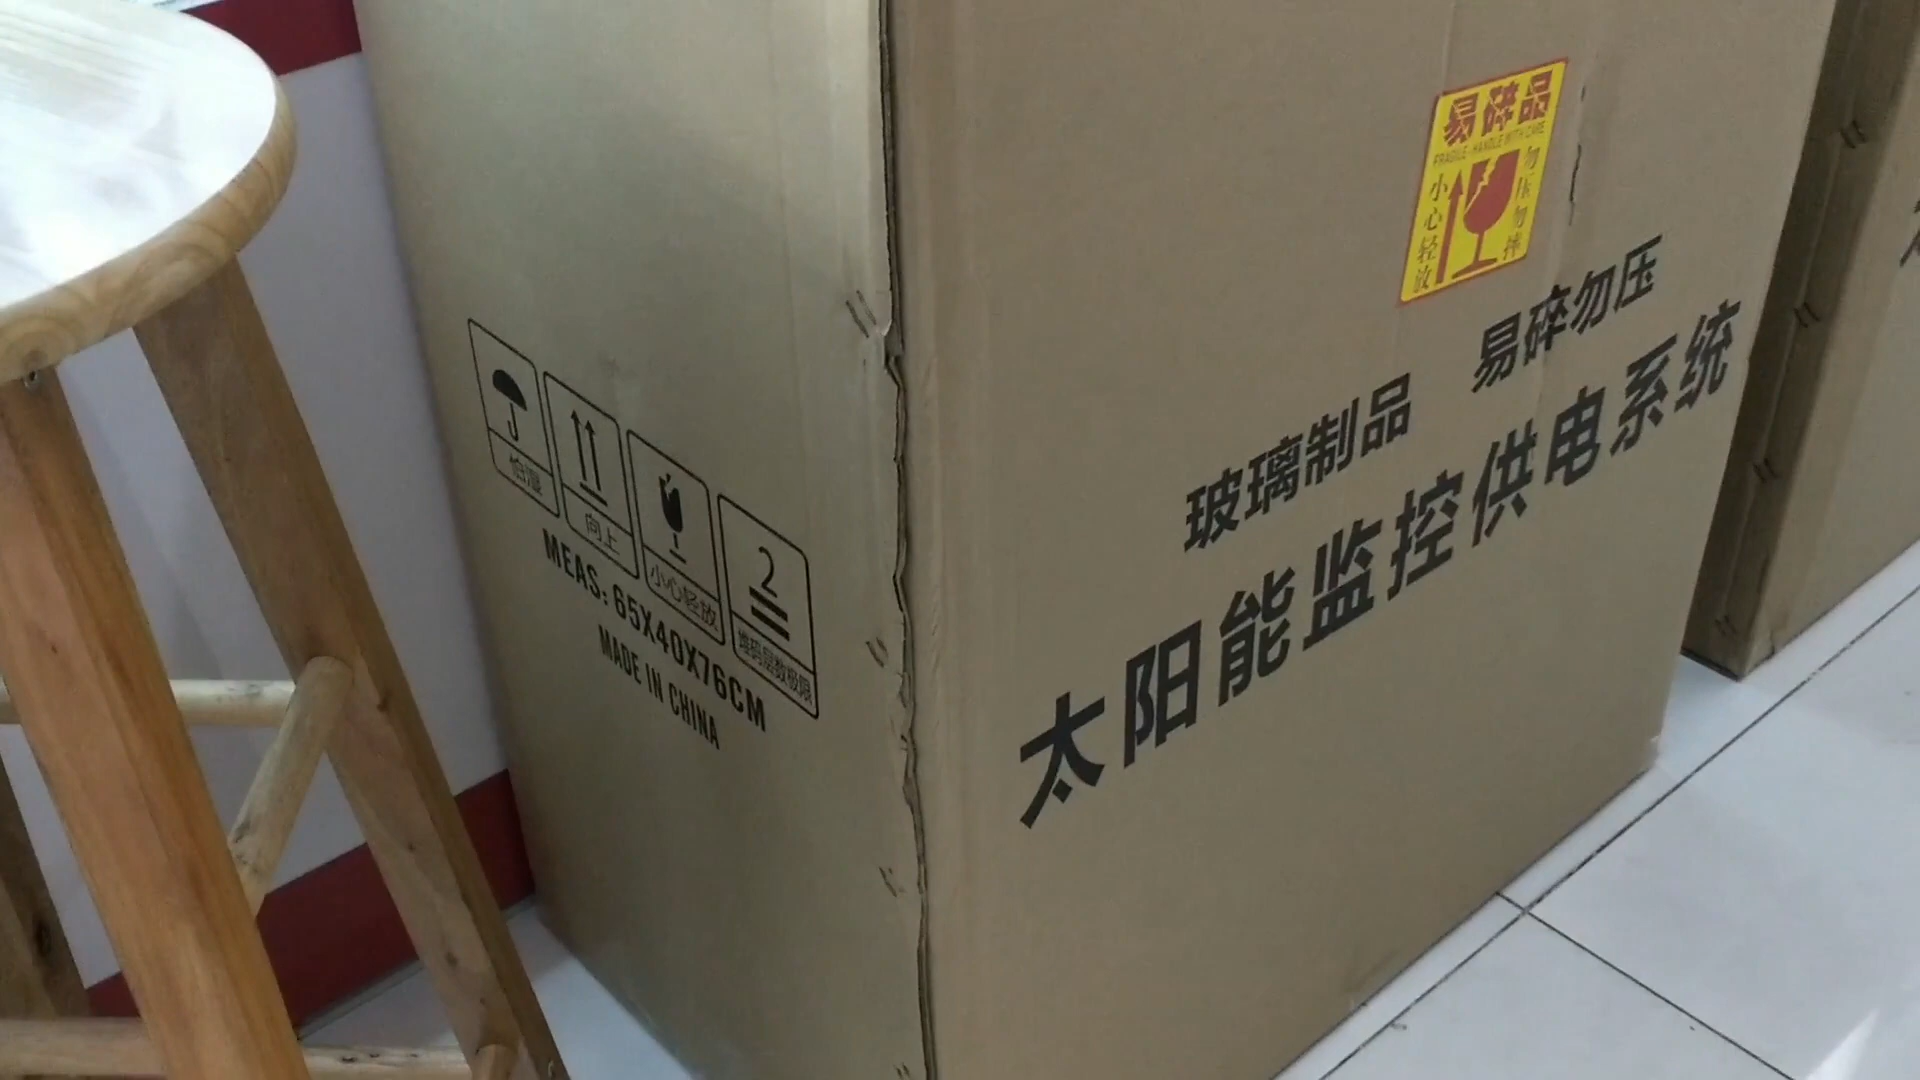 怕湿
向上
小心轻放
2
堆码层数极限
MEAS: 65X40X76CM
MADE IN CHINA
易碎品
FRAGILE-HANDLE WITH CARE
小心轻放
勿压勿摔
玻璃制品 易碎勿压
太阳能监控供电系统